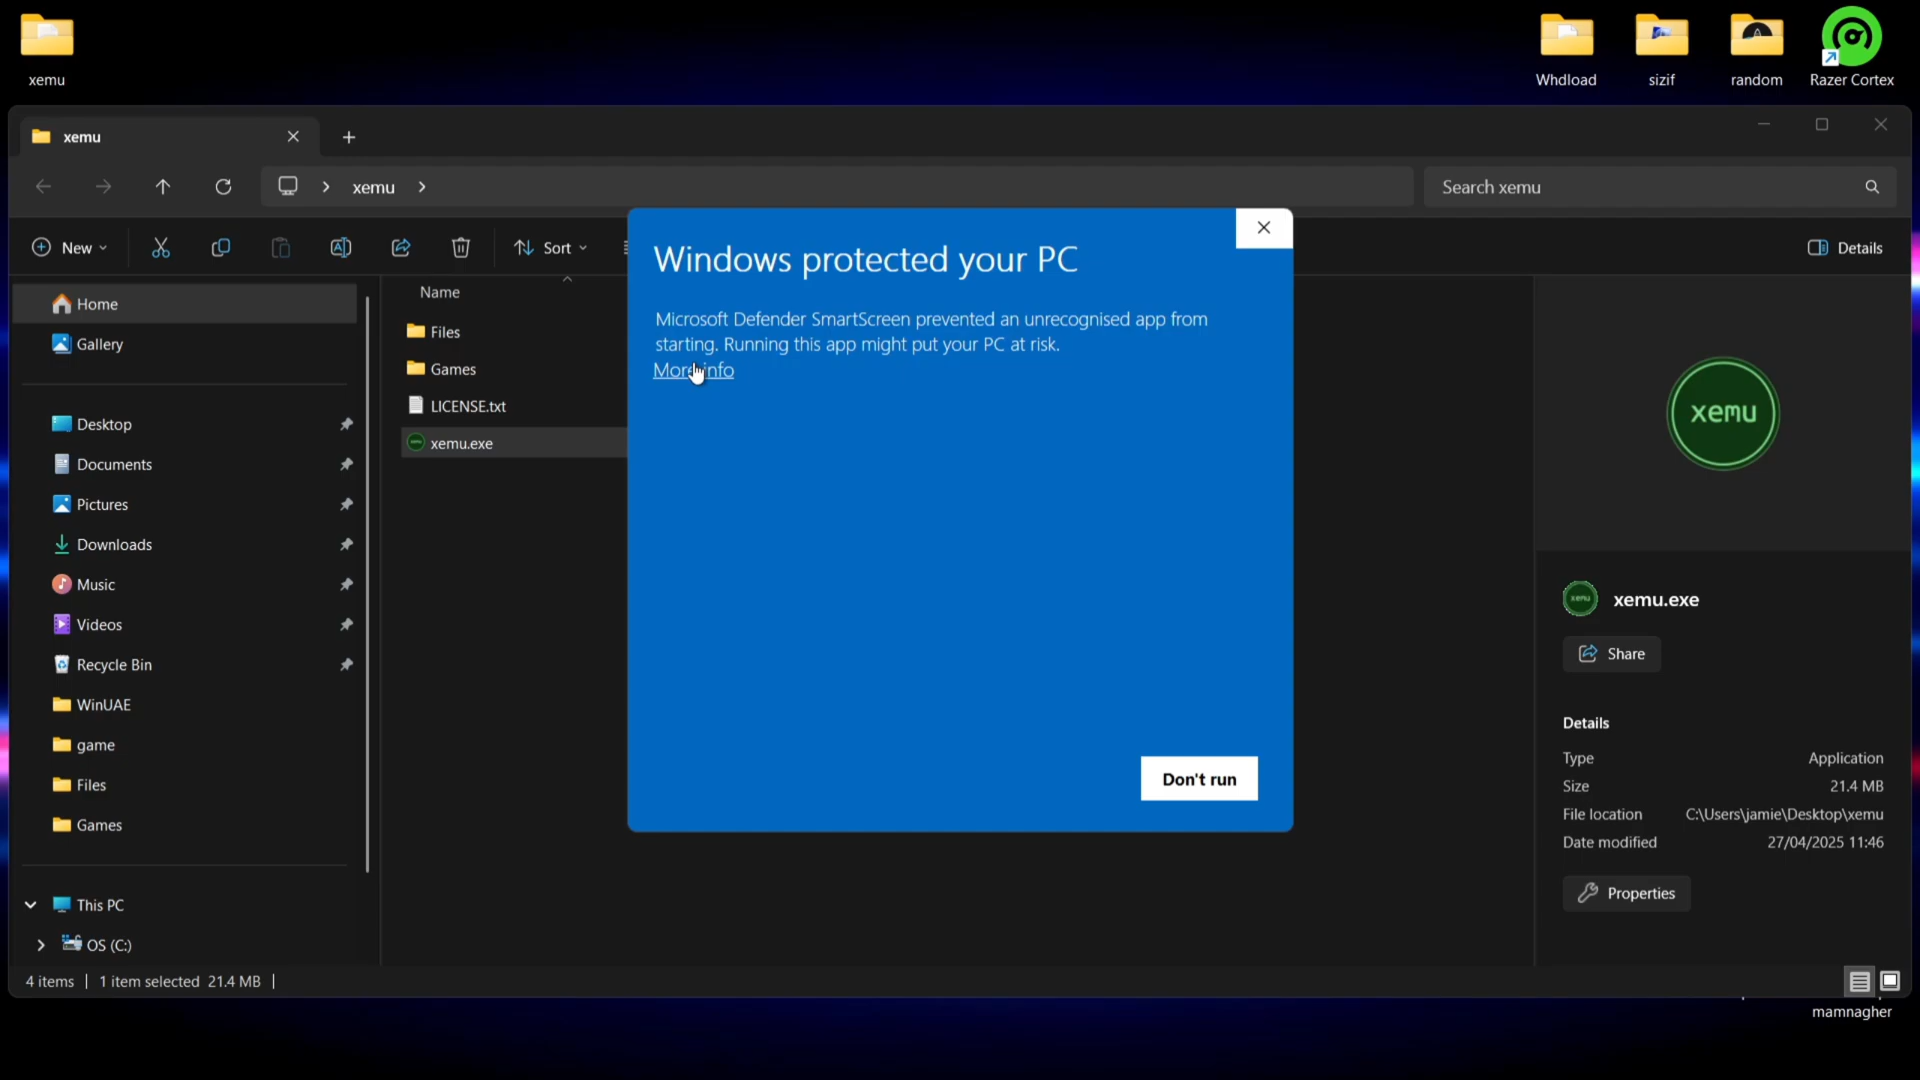 xemu
Whdload
sizif
random
Razer Cortex
xemu
xemu
Search xemu
New
Sort
Details
Windows protected your PC
Microsoft Defender SmartScreen prevented an unrecognised app from
starting. Running this app might put your PC at risk.
More info
Don't run
Home
Gallery
Desktop
Documents
Pictures
Downloads
Music
Videos
Recycle Bin
WinUAE
game
Files
Games
This PC
OS (C:)
Name
Files
Games
LICENSE.txt
xemu.exe
xemu
xemu.exe
Share
Details
Type Application
Size 21.4 MB
File location C:\Users\jamie\Desktop\xemu
Date modified 27/04/2025 11:46
Properties
4 items 1 item selected 21.4 MB
mamnagher